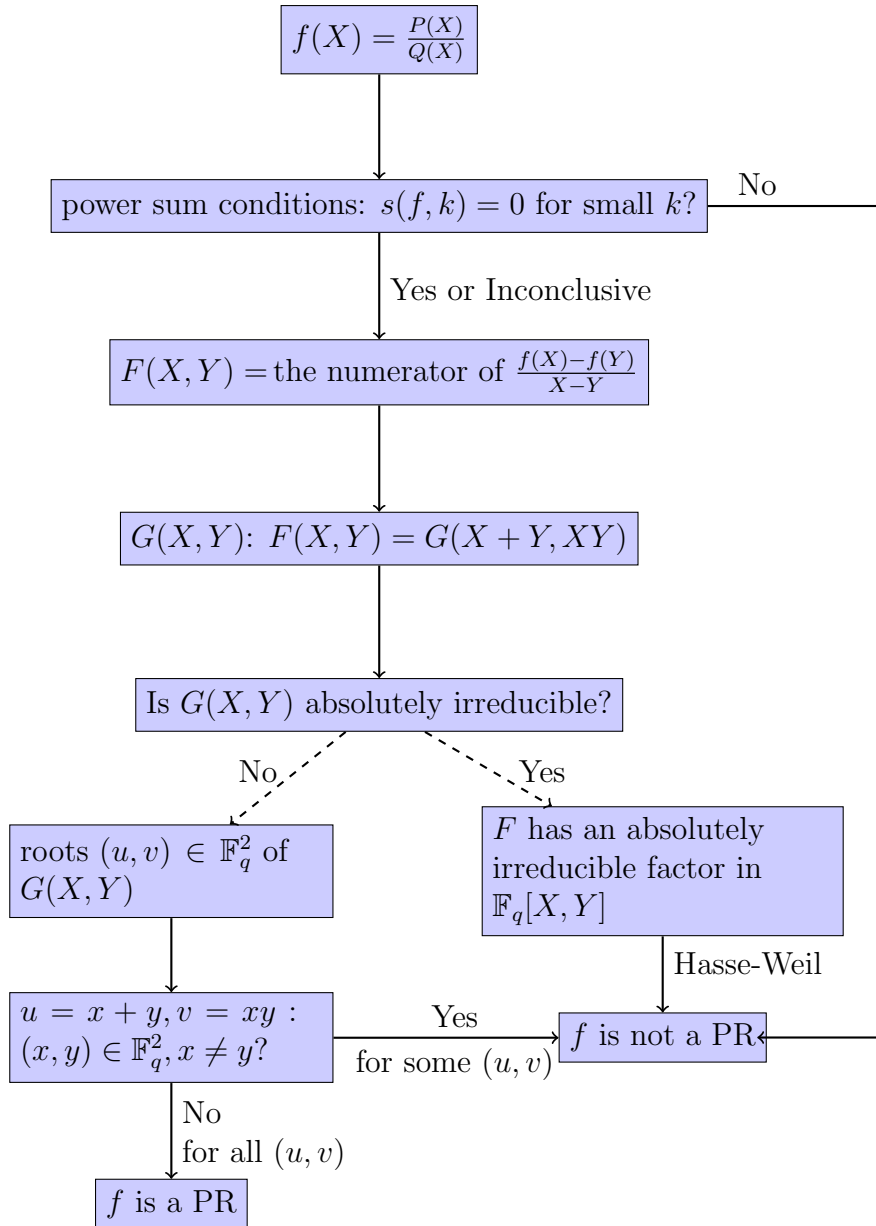 f(X) = P(X)/Q(X)
power sum conditions: s(f, k) = 0 for small k?
No
Yes or Inconclusive
F(X, Y) = the numerator of f(X)−f(Y)/X−Y
G(X, Y): F(X, Y) = G(X + Y, XY)
Is G(X, Y) absolutely irreducible?
No
Yes
roots (u, v) ∈ 𝔽_q^2 of
G(X, Y)
F has an absolutely
irreducible factor in
𝔽_q[X, Y]
Hasse-Weil
u = x + y, v = xy :
(x, y) ∈ 𝔽_q^2, x ≠ y?
Yes
for some (u, v)
f is not a PR
No
for all (u, v)
f is a PR